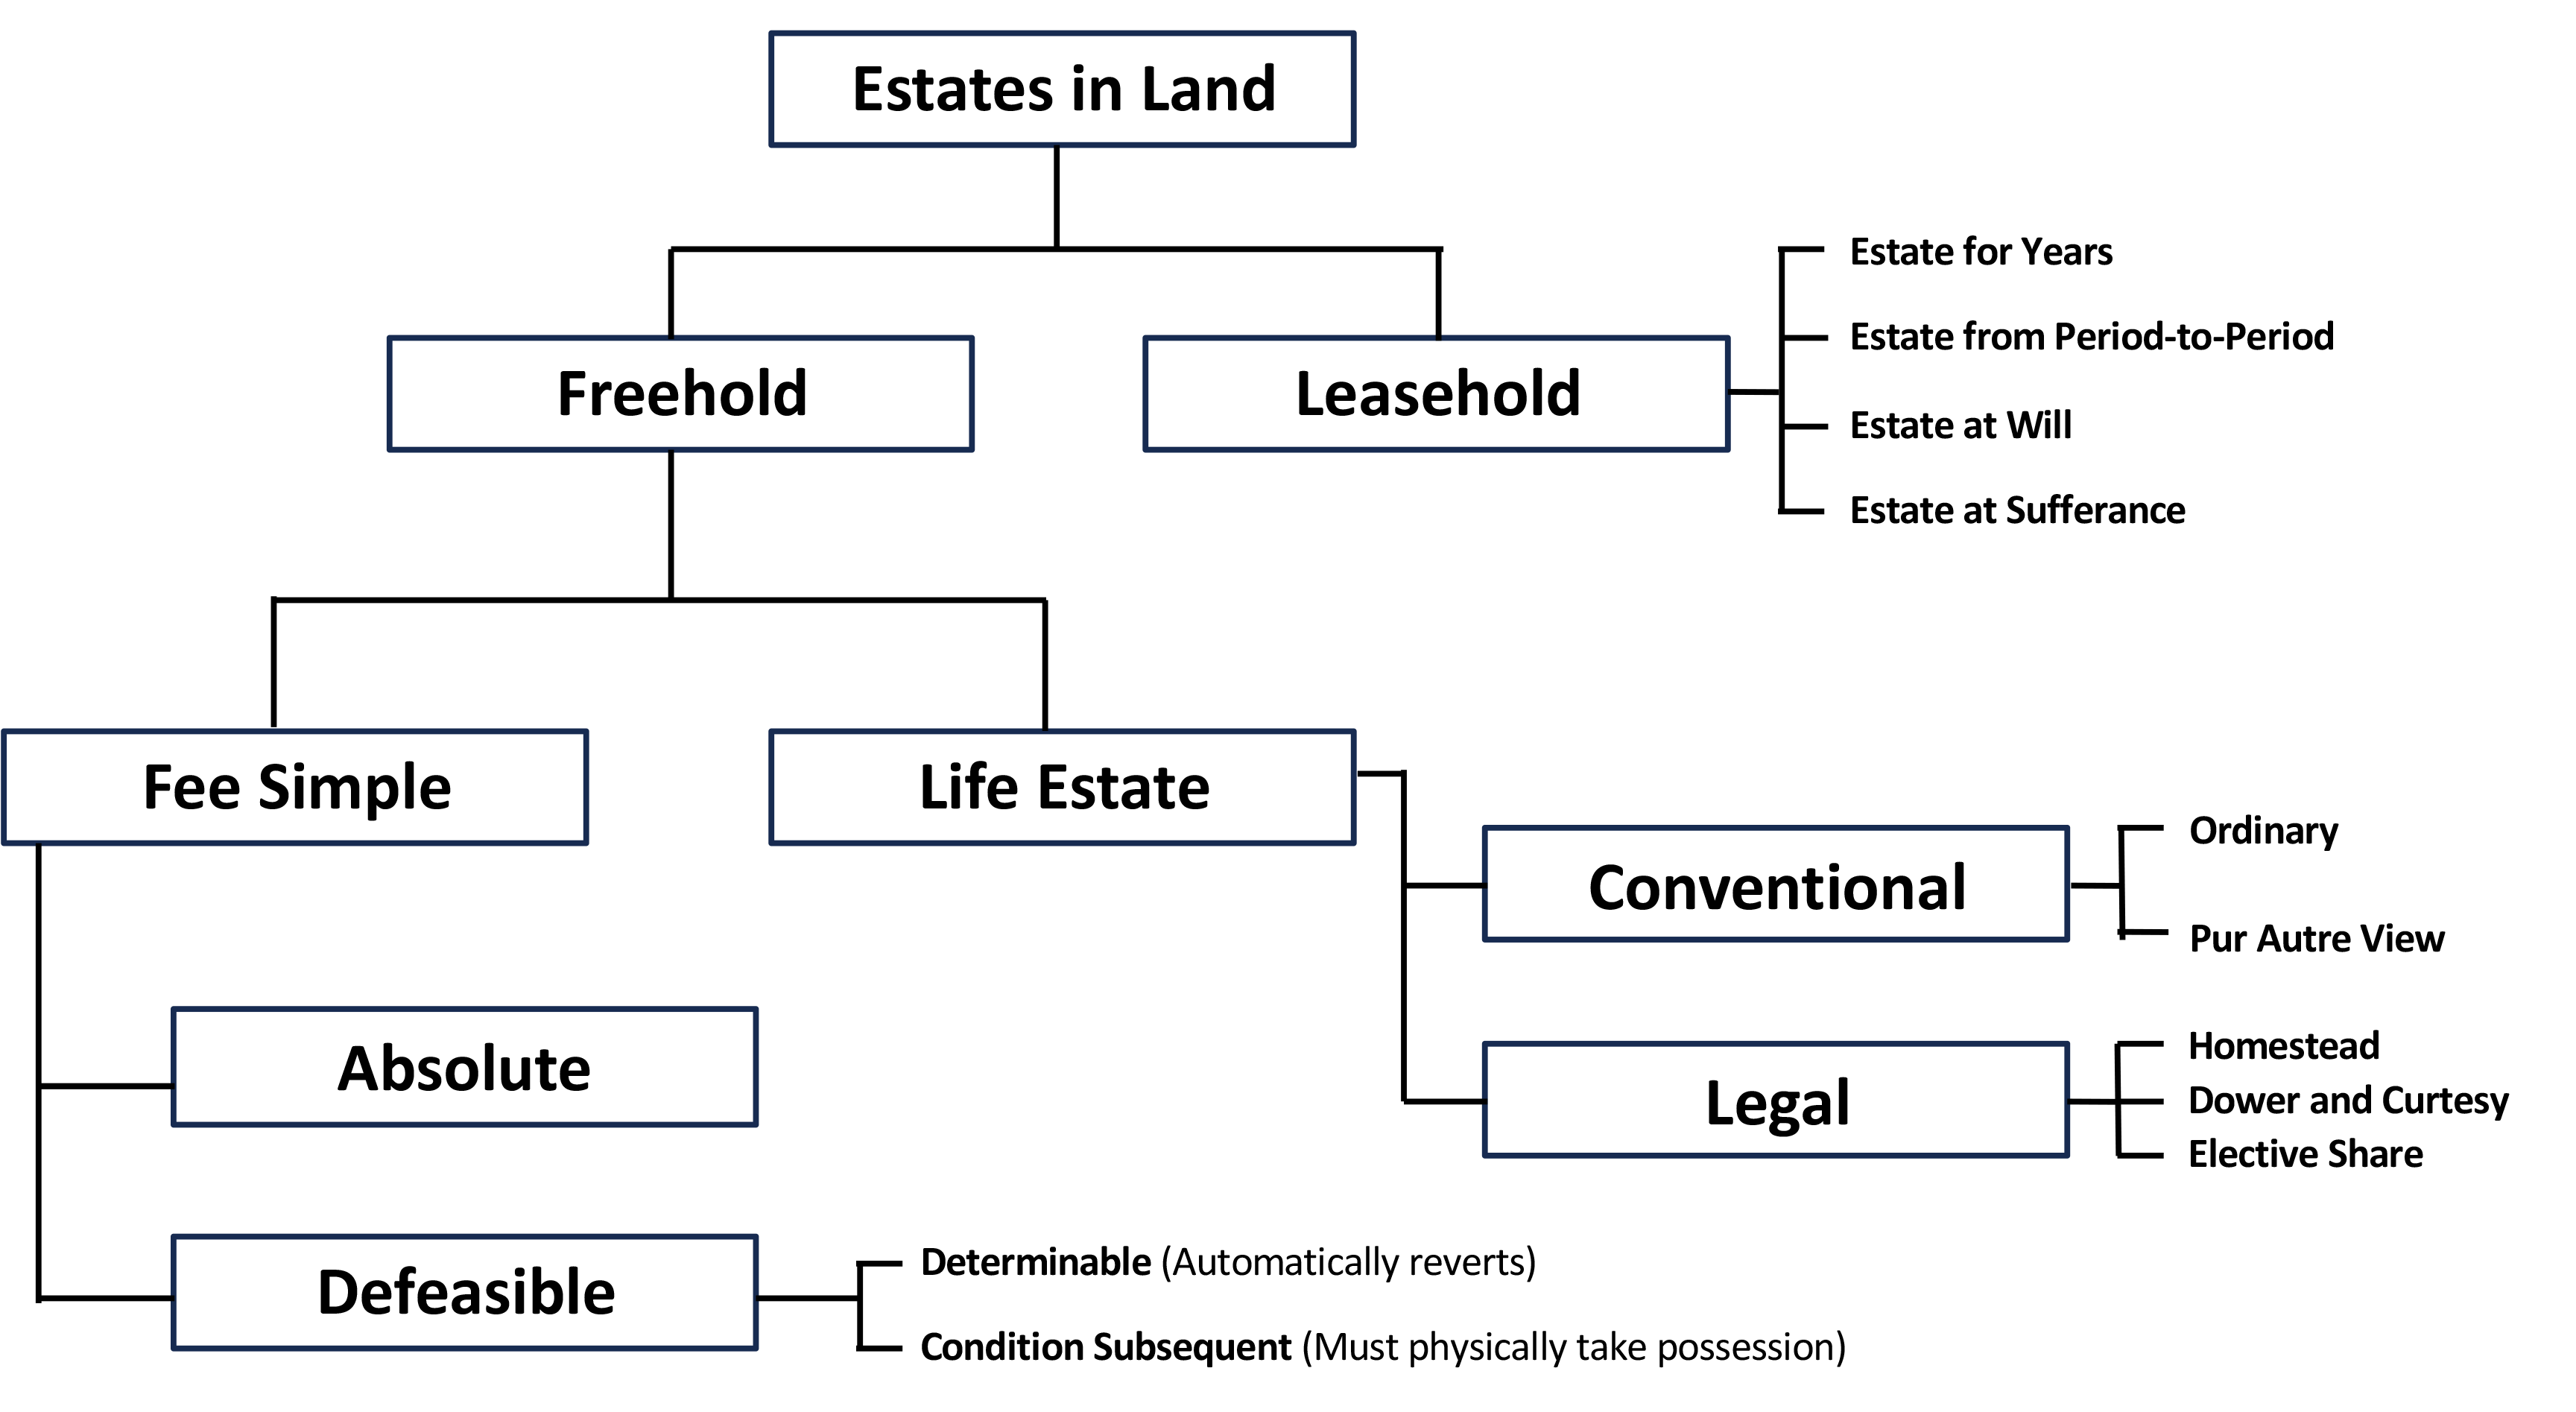 Estates in Land
Freehold
Leasehold
Estate for Years
Estate from Period-to-Period
Estate at Will
Estate at Sufferance
Fee Simple
Life Estate
Conventional
Ordinary
Pur Autre View
Legal
Homestead
Dower and Curtesy
Elective Share
Absolute
Defeasible
Determinable (Automatically reverts)
Condition Subsequent (Must physically take possession)